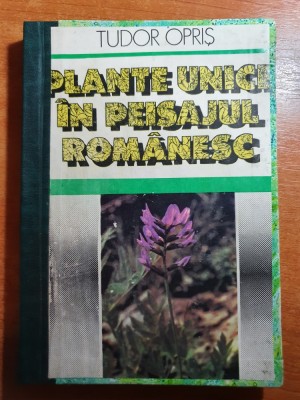 TUDOR OPRIȘ
PLANTE UNICE
ÎN PEISAJUL
ROMÂNESC